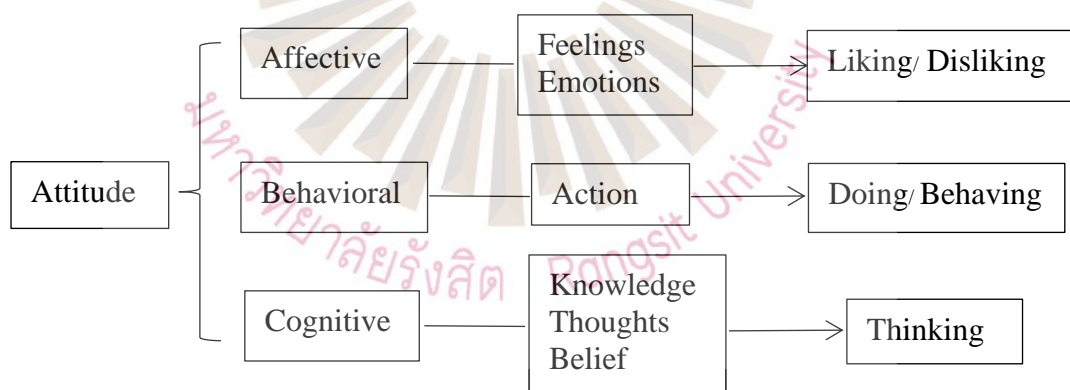 Affective
Feelings
Emotions
Liking/ Disliking
Attitude
Behavioral
Action
Doing/ Behaving
Cognitive
Knowledge
Thoughts
Belief
Thinking
มหาวิทยาลัยรังสิต Rangsit University